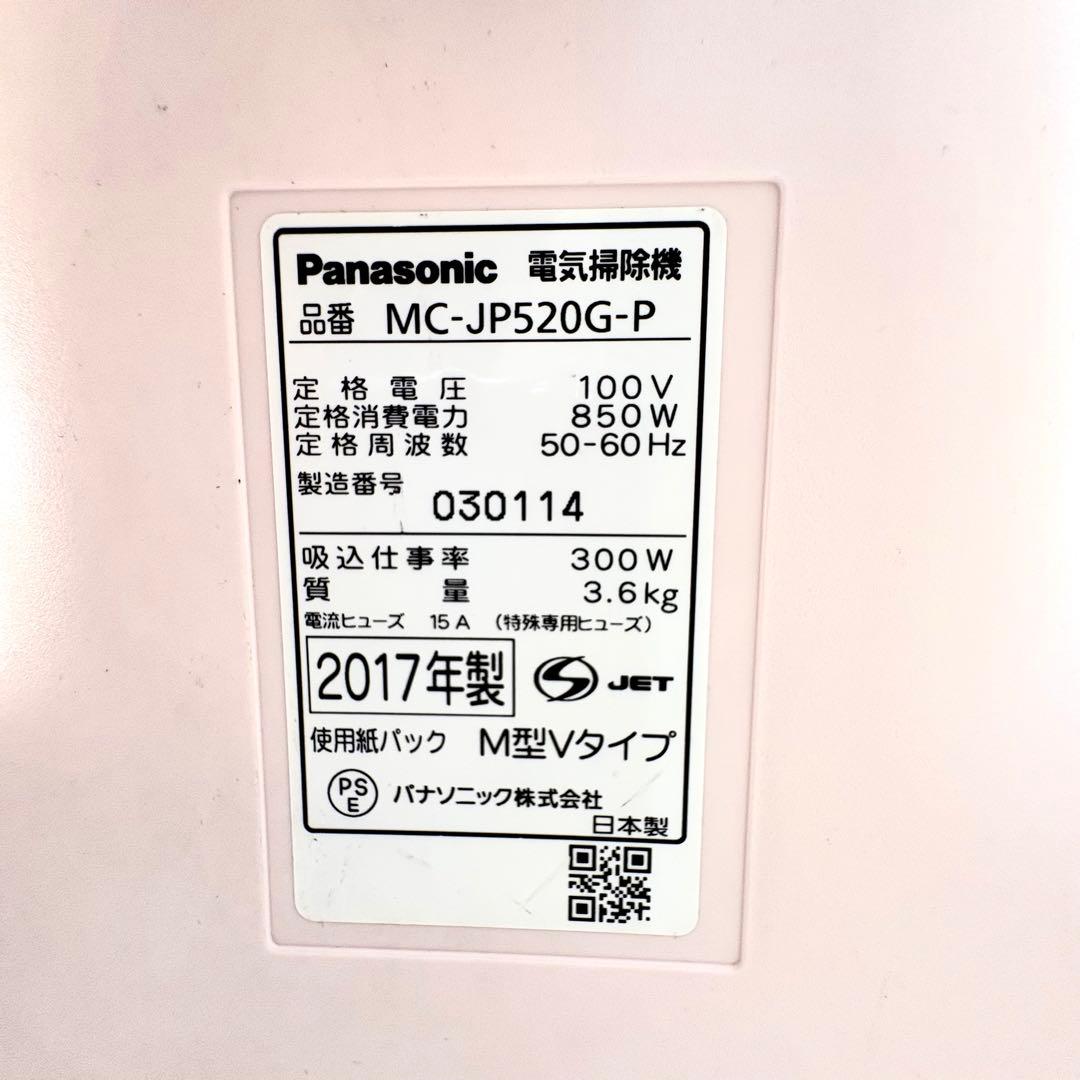 Panasonic 電気掃除機
品番 MC-JP520G-P
定格電圧 100V
定格消費電力 850W
定格周波数 50-60Hz
製造番号 030114
吸込仕事率 300W
質量 3.6kg
電流ヒューズ 15A (特殊専用ヒューズ)
2017年製 S JET
使用紙パック M型Vタイプ
PSE パナソニック株式会社
日本製